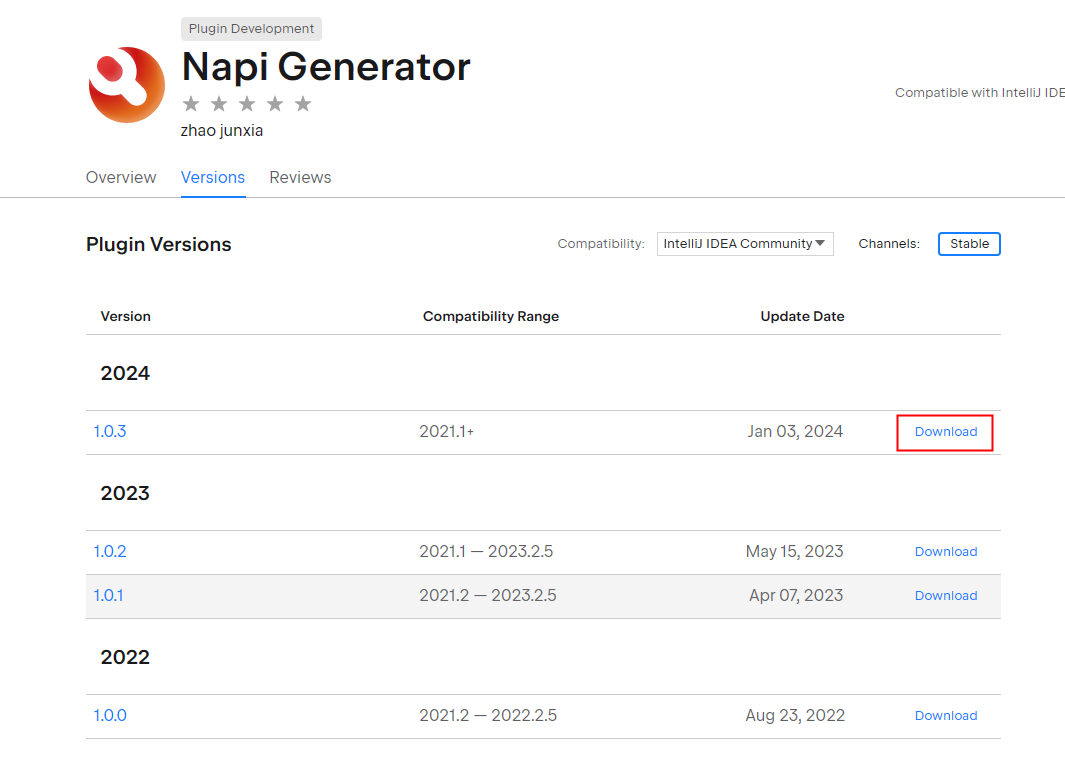 Plugin Development
Napi Generator
zhao junxia
Compatible with IntelliJ IDE
Overview Versions Reviews
Plugin Versions Compatibility: IntelliJ IDEA Community Channels: Stable
Version Compatibility Range Update Date
2024
1.0.3 2021.1+ Jan 03, 2024 Download
2023
1.0.2 2021.1 — 2023.2.5 May 15, 2023 Download
1.0.1 2021.2 — 2023.2.5 Apr 07, 2023 Download
2022
1.0.0 2021.2 — 2022.2.5 Aug 23, 2022 Download